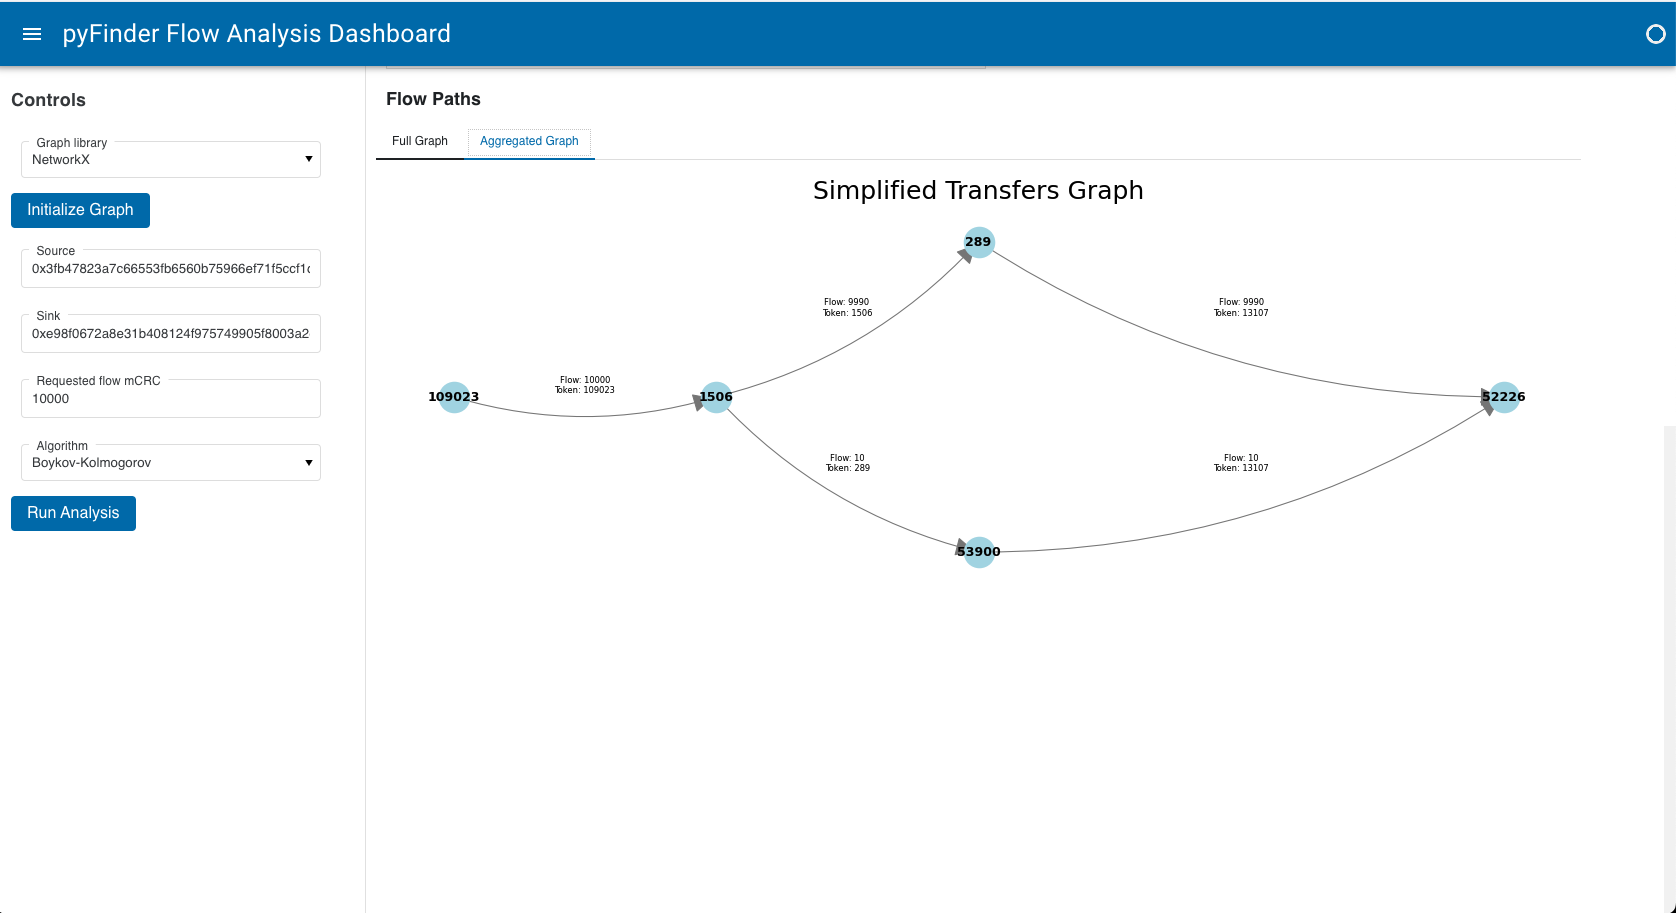 pyFinder Flow Analysis Dashboard
Controls
Graph library
NetworkX
Initialize Graph
Source
0x3fb47823a7c66553fb6560b75966ef71f5ccf1c
Sink
0xe98f0672a8e31b408124f975749905f8003a2
Requested flow mCRC
10000
Algorithm
Boykov-Kolmogorov
Run Analysis
Flow Paths
Full Graph
Aggregated Graph
Simplified Transfers Graph
289
Flow: 9990
Token: 1506
Flow: 9990
Token: 13107
Flow: 10000
Token: 109023
109023
1506
52226
Flow: 10
Token: 289
Flow: 10
Token: 13107
53900